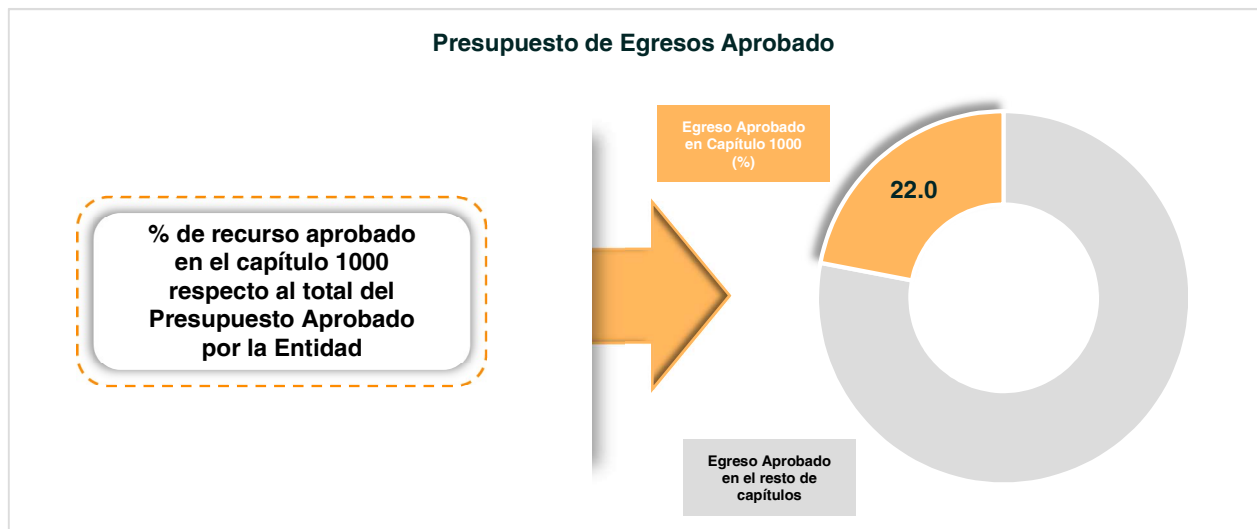 Presupuesto de Egresos Aprobado
% de recurso aprobado
en el capítulo 1000
respecto al total del
Presupuesto Aprobado
por la Entidad
Egreso Aprobado
en Capítulo 1000
(%)
22.0
Egreso Aprobado
en el resto de
capítulos